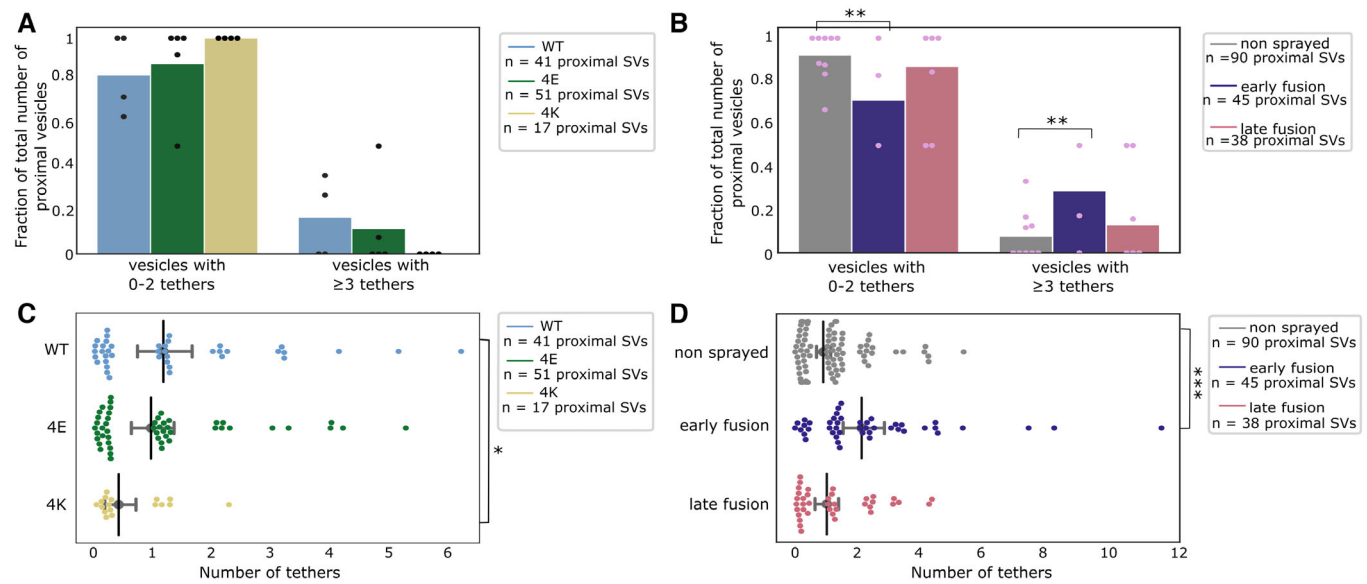 A
Fraction of total number of
proximal vesicles
1
0.8
0.6
0.4
0.2
0
vesicles with
0-2 tethers
vesicles with
≥3 tethers
WT
n = 41 proximal SVs
4E
n = 51 proximal SVs
4K
n = 17 proximal SVs
B
Fraction of total number of
proximal vesicles
1
0.8
0.6
0.4
0.2
0
**
**
vesicles with
0-2 tethers
vesicles with
≥3 tethers
non sprayed
n =90 proximal SVs
early fusion
n = 45 proximal SVs
late fusion
n =38 proximal SVs
C
WT
4E
4K
0 1 2 3 4 5 6
Number of tethers
*
WT
n = 41 proximal SVs
4E
n = 51 proximal SVs
4K
n = 17 proximal SVs
D
non sprayed
early fusion
late fusion
0 2 4 6 8 10 12
Number of tethers
***
non sprayed
n = 90 proximal SVs
early fusion
n = 45 proximal SVs
late fusion
n = 38 proximal SVs